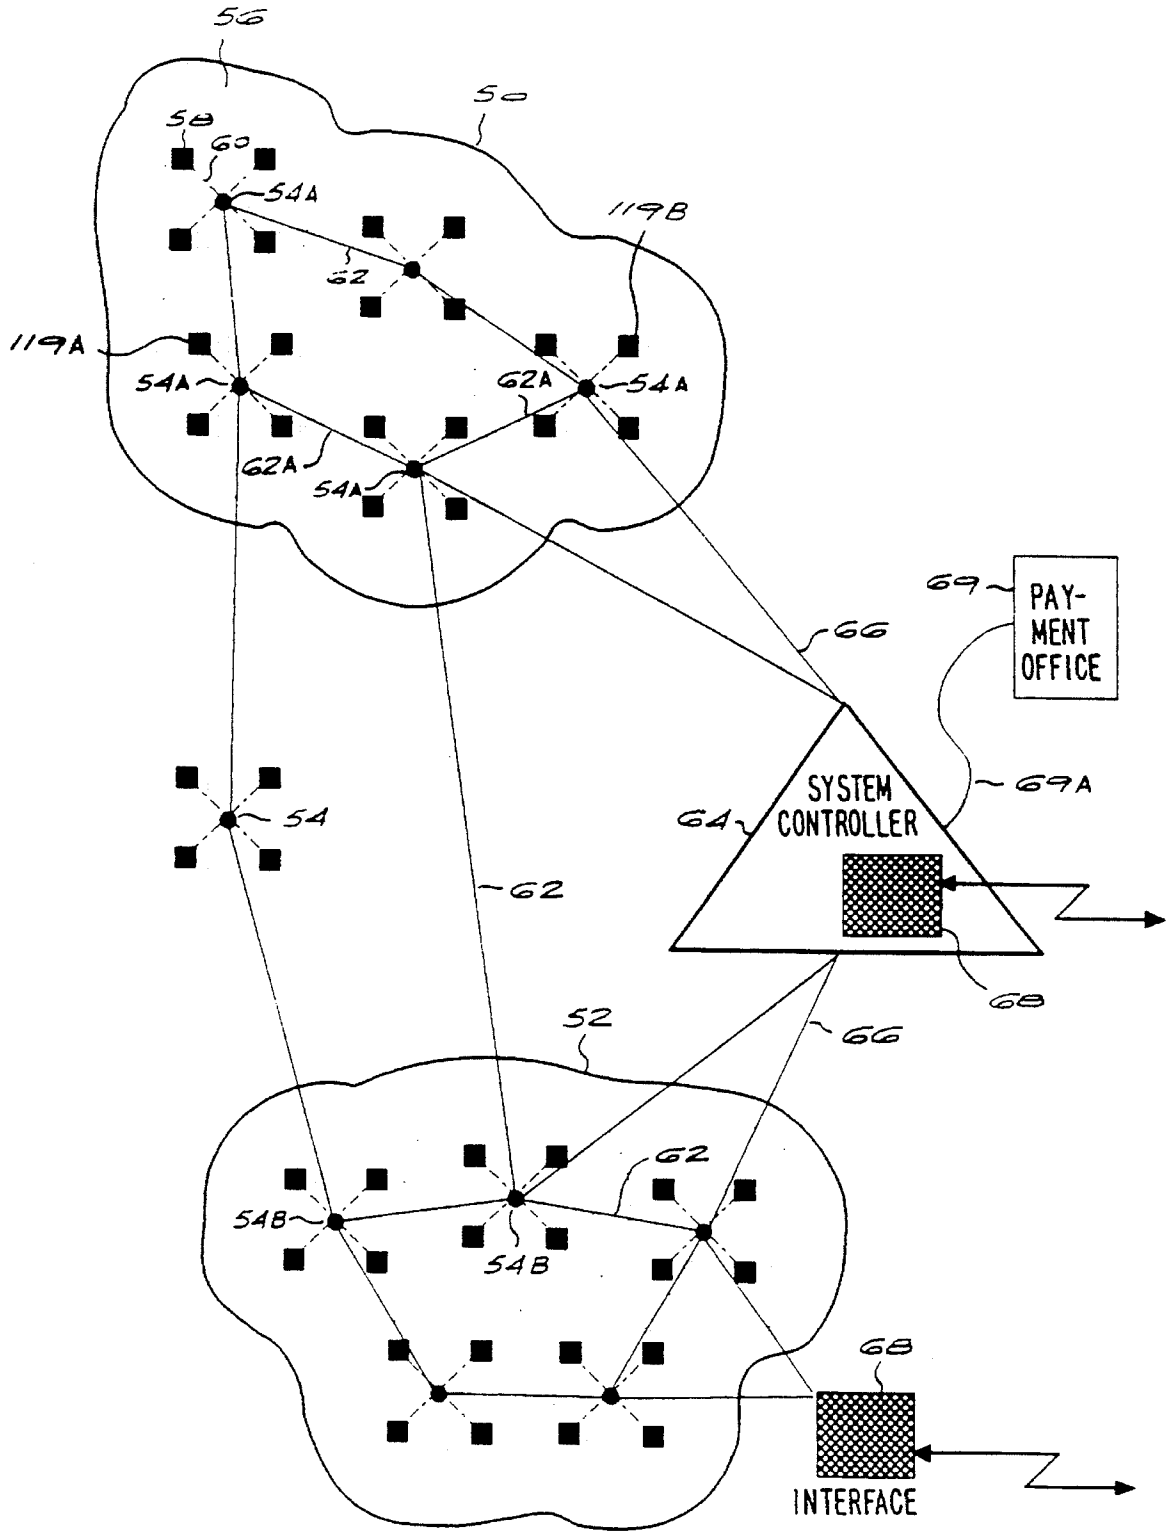 56
50
58
60
54A
119B
62
119A
54A
62A
54A
62A
54A
69
PAY-
MENT
OFFICE
66
SYSTEM
CONTROLLER
69A
64
54
62
68
52
66
62
54B
54B
68
INTERFACE